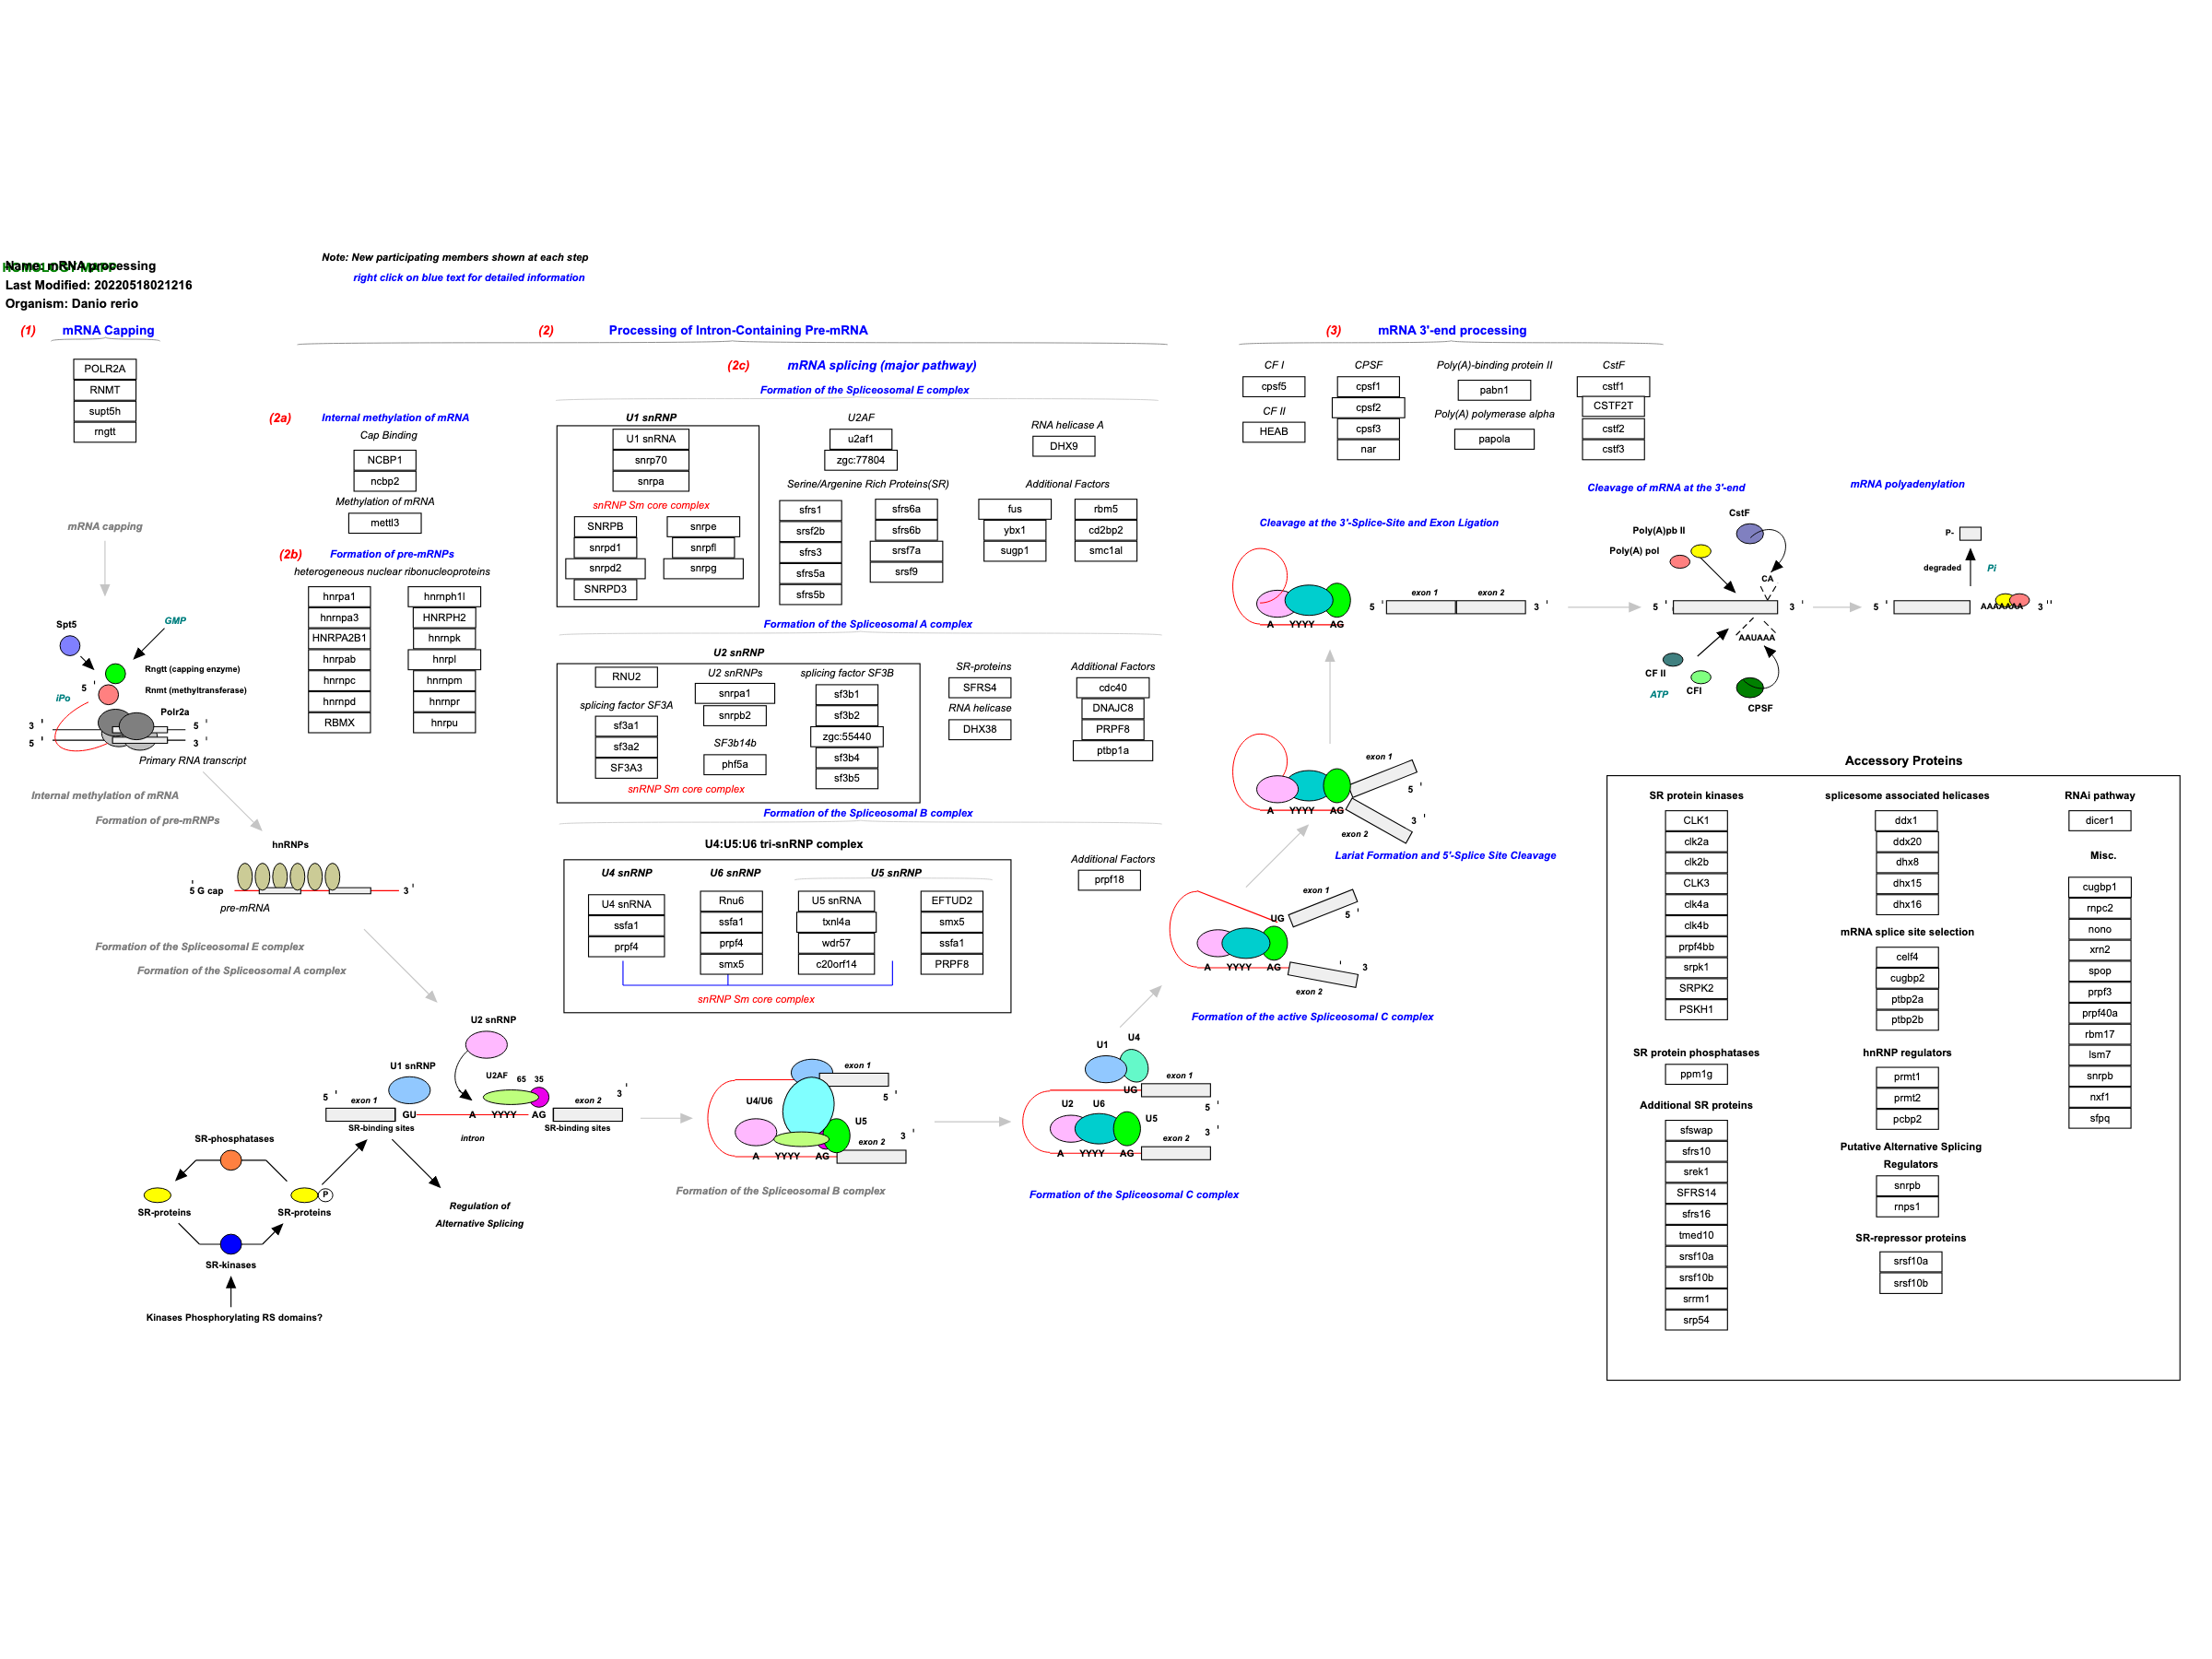 HOMOLOGY MAPP
Name: mRNA processing
Last Modified: 20220518021216
Organism: Danio rerio
Note: New participating members shown at each step
right click on blue text for detailed information
(1) mRNA Capping
POLR2A
RNMT
supt5h
rngtt
mRNA capping
Spt5
GMP
Rngtt (capping enzyme)
5 '
Rnmt (methyltransferase)
iPo
Polr2a
3 ' 5 '
5 ' 3 '
Primary RNA transcript
Internal methylation of mRNA
Formation of pre-mRNPs
hnRNPs
' 5 G cap
3 '
pre-mRNA
Formation of the Spliceosomal E complex
Formation of the Spliceosomal A complex
(2) Processing of Intron-Containing Pre-mRNA
(2a) Internal methylation of mRNA
Cap Binding
NCBP1
ncbp2
Methylation of mRNA
mettl3
(2b) Formation of pre-mRNPs
heterogeneous nuclear ribonucleoproteins
hnrpa1
hnrnpa3
HNRPA2B1
hnrpab
hnrnpc
hnrnpd
RBMX
hnrnph1l
HNRPH2
hnrnpk
hnrpl
hnrnpm
hnrnpr
hnrpu
(2c) mRNA splicing (major pathway)
Formation of the Spliceosomal E complex
U1 snRNP
U1 snRNA
snrp70
snrpa
snRNP Sm core complex
SNRPB
snrpd1
snrpd2
SNRPD3
snrpe
snrpfl
snrpg
U2AF
u2af1
zgc:77804
Serine/Argenine Rich Proteins(SR)
sfrs1
srsf2b
sfrs3
sfrs5a
sfrs5b
sfrs6a
sfrs6b
srsf7a
srsf9
RNA helicase A
DHX9
Additional Factors
fus
ybx1
sugp1
rbm5
cd2bp2
smc1al
Formation of the Spliceosomal A complex
U2 snRNP
RNU2
splicing factor SF3A
sf3a1
sf3a2
SF3A3
U2 snRNPs
snrpa1
snrpb2
SF3b14b
phf5a
splicing factor SF3B
sf3b1
sf3b2
zgc:55440
sf3b4
sf3b5
snRNP Sm core complex
SR-proteins
SFRS4
RNA helicase
DHX38
Additional Factors
cdc40
DNAJC8
PRPF8
ptbp1a
Formation of the Spliceosomal B complex
U4:U5:U6 tri-snRNP complex
U4 snRNP
U4 snRNA
ssfa1
prpf4
U6 snRNP
Rnu6
ssfa1
prpf4
smx5
U5 snRNP
U5 snRNA
txnl4a
wdr57
c20orf14
EFTUD2
smx5
ssfa1
PRPF8
snRNP Sm core complex
Additional Factors
prpf18
U2 snRNP
U1 snRNP
U2AF 65 35
5 ' exon 1 GU A YYYY AG exon 2 3 '
SR-binding sites
intron
SR-binding sites
SR-phosphatases
SR-proteins
P
SR-proteins
SR-kinases
Kinases Phosphorylating RS domains?
Regulation of
Alternative Splicing
exon 1
5 '
U4/U6
U5
exon 2
3 '
A YYYY AG
Formation of the Spliceosomal B complex
U1 U4
exon 1
UG
5 '
U2 U6 U5
exon 2
3 '
A YYYY AG
Formation of the Spliceosomal C complex
exon 1
UG
5 '
A YYYY AG
' 3
exon 2
Formation of the active Spliceosomal C complex
exon 1
5 '
A YYYY AG
3 '
exon 2
Lariat Formation and 5'-Splice Site Cleavage
Cleavage at the 3'-Splice-Site and Exon Ligation
A YYYY AG
5 ' exon 1 exon 2 3 '
(3) mRNA 3'-end processing
CF I
cpsf5
CF II
HEAB
CPSF
cpsf1
cpsf2
cpsf3
nar
Poly(A)-binding protein II
pabn1
Poly(A) polymerase alpha
papola
CstF
cstf1
CSTF2T
cstf2
cstf3
Cleavage of mRNA at the 3'-end
CstF
Poly(A)pb II
Poly(A) pol
CA
5 ' 3 '
AAUAAA
CF II
ATP
CFI
CPSF
mRNA polyadenylation
P-
degraded
Pi
5 ' AAAAAAA 3 ''
Accessory Proteins
SR protein kinases
CLK1
clk2a
clk2b
CLK3
clk4a
clk4b
prpf4bb
srpk1
SRPK2
PSKH1
SR protein phosphatases
ppm1g
Additional SR proteins
sfswap
sfrs10
srek1
SFRS14
sfrs16
tmed10
srsf10a
srsf10b
srrm1
srp54
splicesome associated helicases
ddx1
ddx20
dhx8
dhx15
dhx16
mRNA splice site selection
celf4
cugbp2
ptbp2a
ptbp2b
hnRNP regulators
prmt1
prmt2
pcbp2
Putative Alternative Splicing
Regulators
snrpb
rnps1
SR-repressor proteins
srsf10a
srsf10b
RNAi pathway
dicer1
Misc.
cugbp1
rnpc2
nono
xrn2
spop
prpf3
prpf40a
rbm17
lsm7
snrpb
nxf1
sfpq